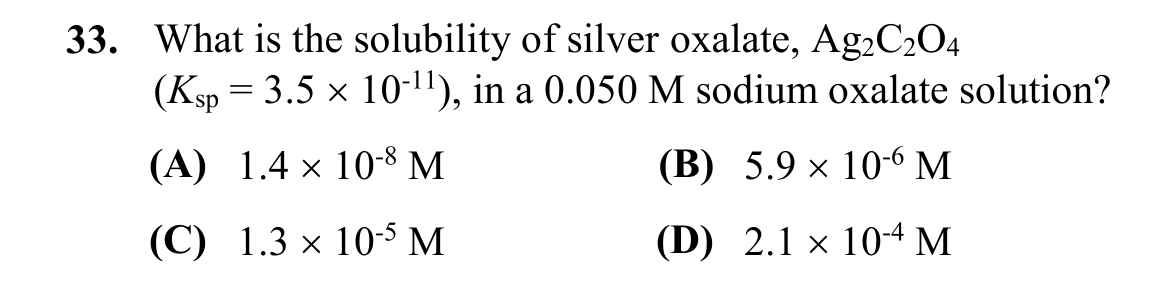 33. What is the solubility of silver oxalate, Ag₂C₂O₄
(Kₛₚ = 3.5 × 10⁻¹¹), in a 0.050 M sodium oxalate solution?
(A) 1.4 × 10⁻⁸ M (B) 5.9 × 10⁻⁶ M
(C) 1.3 × 10⁻⁵ M (D) 2.1 × 10⁻⁴ M